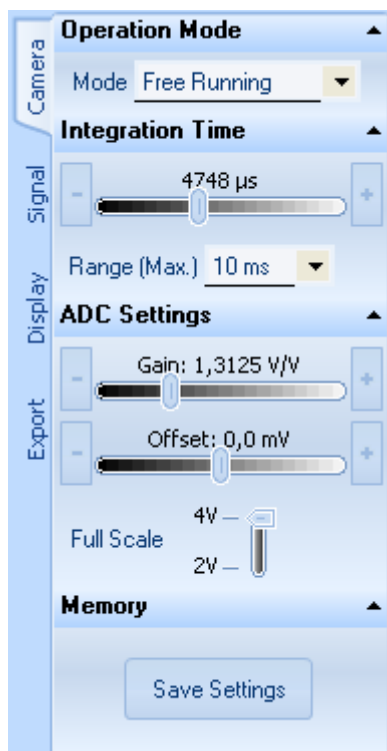 Camera
Signal
Display
Export
Operation Mode
Mode Free Running
Integration Time
4748 µs
-
+
Range (Max.) 10 ms
ADC Settings
Gain: 1,3125 V/V
-
+
Offset: 0,0 mV
-
+
4V
Full Scale
2V
Memory
Save Settings